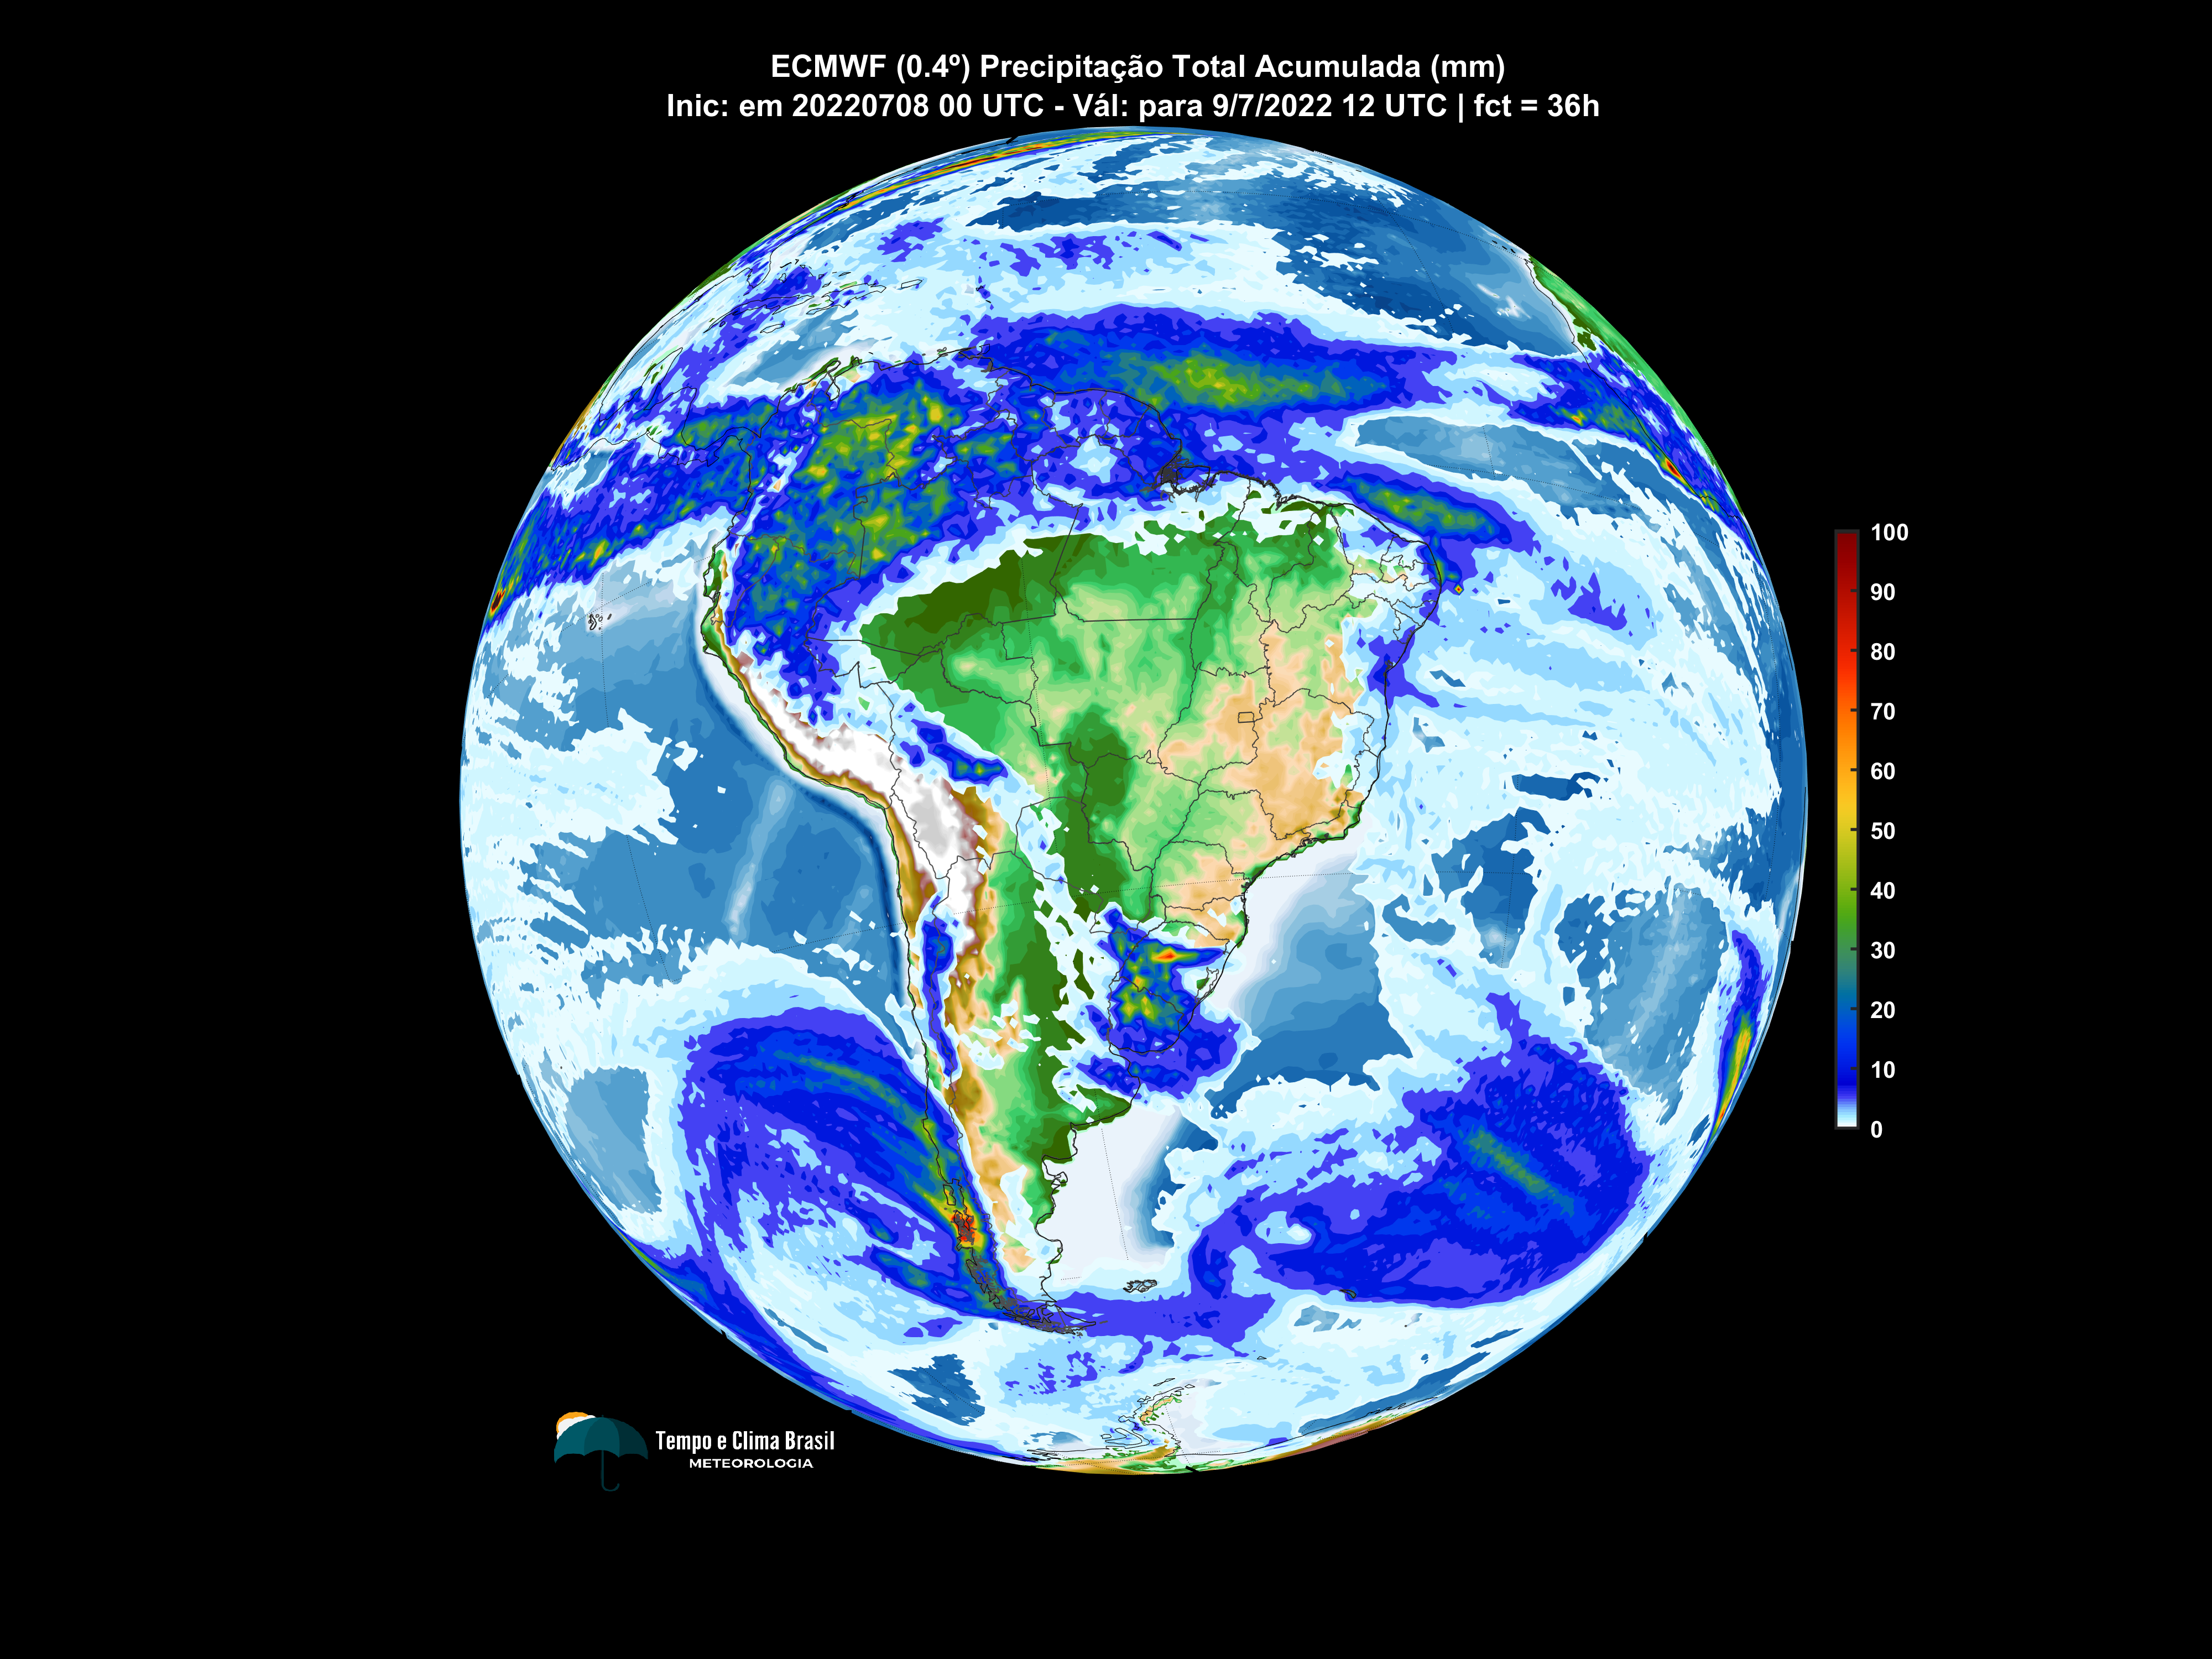 ECMWF (0.4º) Precipitação Total Acumulada (mm)
Inic: em 20220708 00 UTC - Vál: para 9/7/2022 12 UTC | fct = 36h
100
90
80
70
60
50
40
30
20
10
0
Tempo e Clima Brasil
METEOROLOGIA